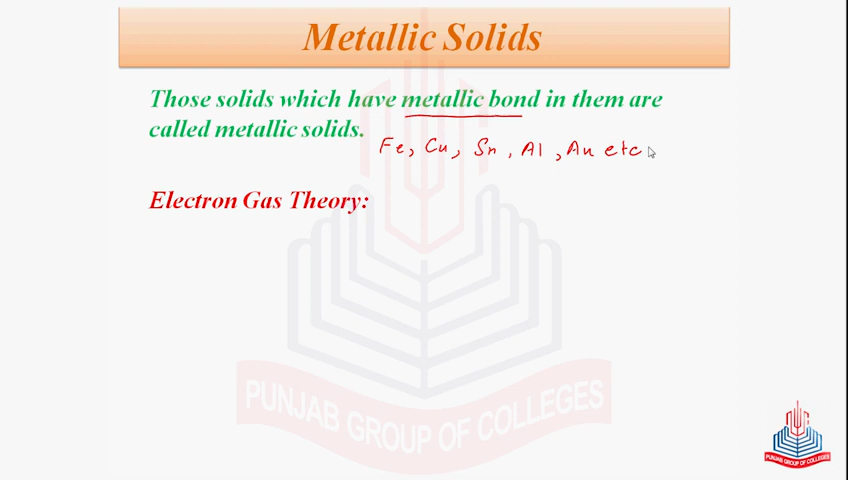 Metallic Solids
Those solids which have metallic bond in them are
called metallic solids.
Fe, Cu, Sn, Al, Au etc
Electron Gas Theory:
PUNJAB GROUP OF COLLEGES
PUNJAB GROUP OF COLLEGES